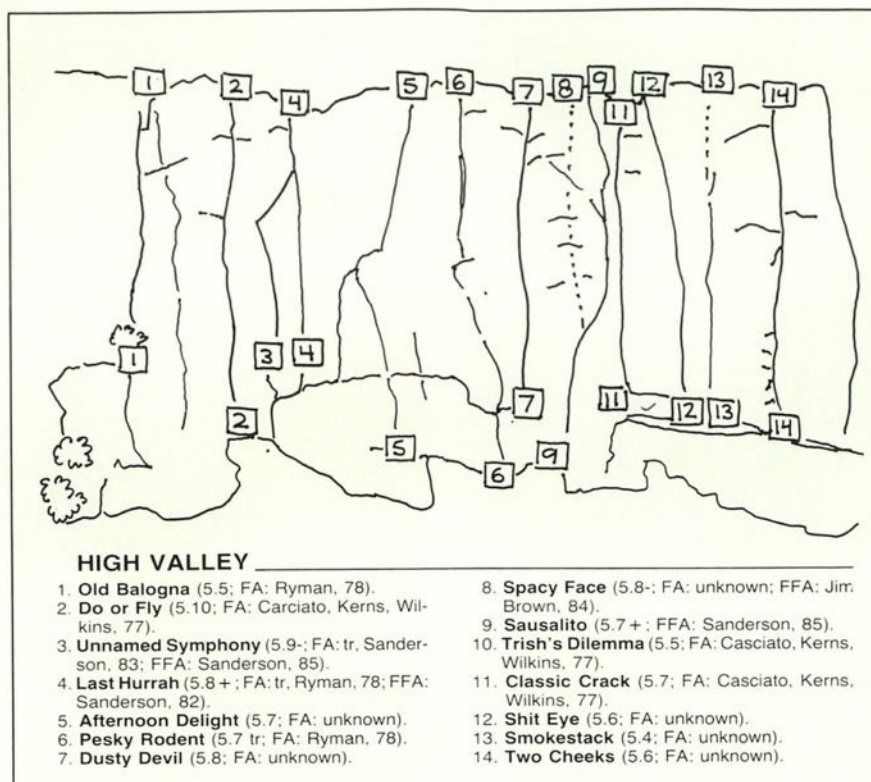 1 2 4 5 6 7 8 9 11 12 13 14
1 3 4 7 11 12 13 14
2 5 6 9
HIGH VALLEY
1. Old Balogna (5.5; FA: Ryman, 78).
2. Do or Fly (5.10; FA: Carciato, Kerns, Wil-
kins, 77).
3. Unnamed Symphony (5.9-; FA: tr, Sander-
son, 83; FFA: Sanderson, 85).
4. Last Hurrah (5.8+; FA: tr, Ryman, 78; FFA:
Sanderson, 82).
5. Afternoon Delight (5.7; FA: unknown).
6. Pesky Rodent (5.7 tr; FA: Ryman, 78).
7. Dusty Devil (5.8; FA: unknown).
8. Spacy Face (5.8-; FA: unknown; FFA: Jim
Brown, 84).
9. Sausalito (5.7+; FFA: Sanderson, 85).
10. Trish's Dilemma (5.5; FA: Casciato, Kerns,
Wilkins, 77).
11. Classic Crack (5.7; FA: Casciato, Kerns,
Wilkins, 77).
12. Shit Eye (5.6; FA: unknown).
13. Smokestack (5.4; FA: unknown).
14. Two Cheeks (5.6; FA: unknown).